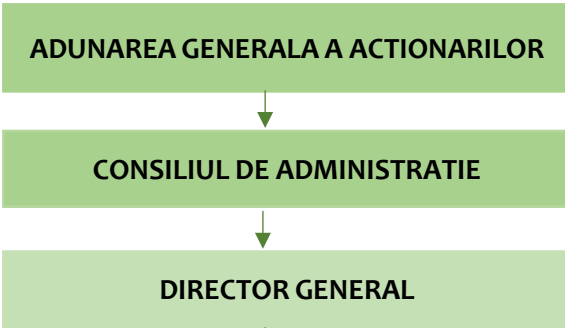 ADUNAREA GENERALA A ACTIONARILOR
CONSILIUL DE ADMINISTRATIE
DIRECTOR GENERAL